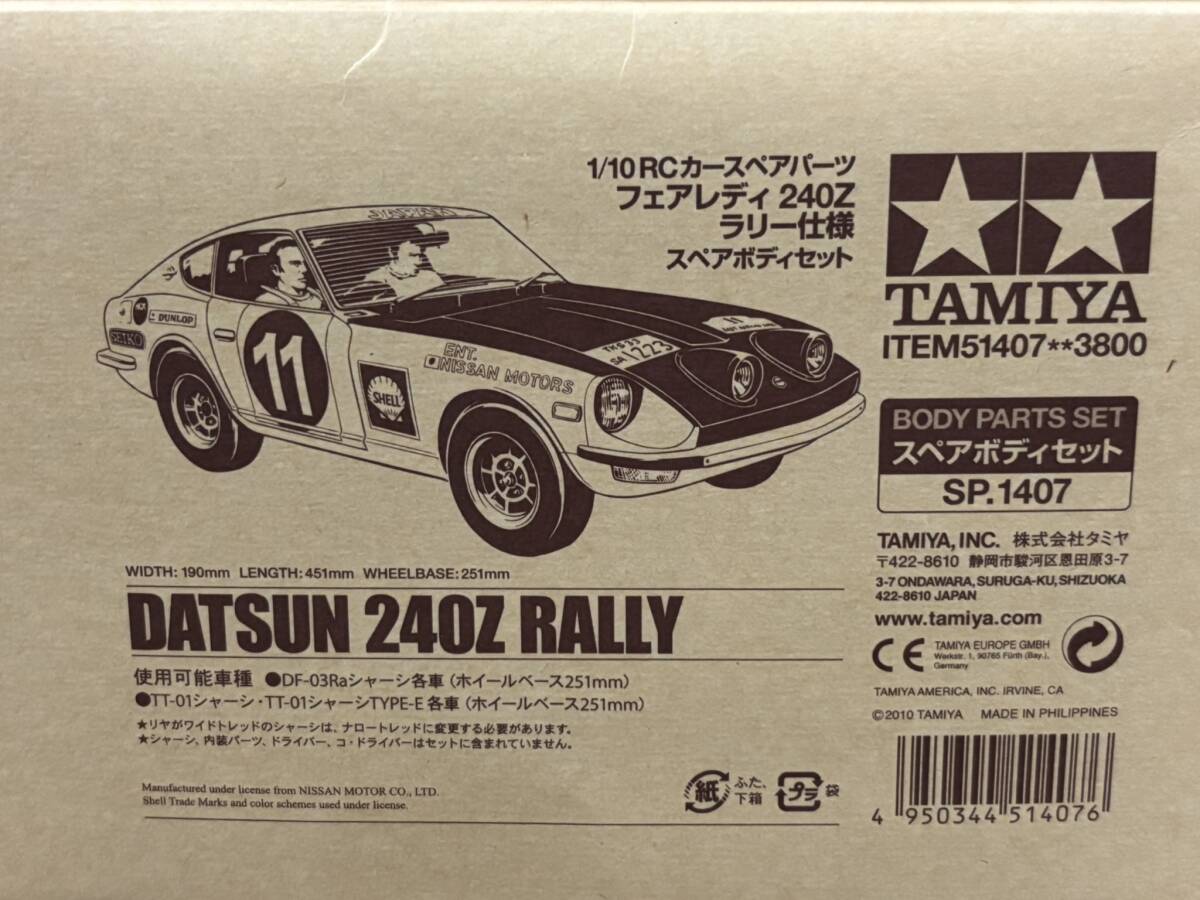 1/10 RCカースペアパーツ
フェアレディ 240Z
ラリー仕様
スペアボディセット
TAMIYA
ITEM51407**3800
BODY PARTS SET
スペアボディセット
SP.1407
TAMIYA, INC. 株式会社タミヤ
〒422-8610 静岡市駿河区恩田原3-7
3-7 ONDAWARA, SURUGA-KU, SHIZUOKA
422-8610 JAPAN
www.tamiya.com
CE
TAMIYA EUROPE GMBH
Werkstr. 1, 90765 Fürth (Bay.),
Germany
TAMIYA AMERICA, INC. IRVINE, CA
©2010 TAMIYA MADE IN PHILIPPINES
4 950344 514076
JAPAN
DUNLOP
SEIKO
11
SHELL
ENT.
NISSAN MOTORS
TKS 33
SA 1223
11
WIDTH: 190mm LENGTH: 451mm WHEELBASE: 251mm
DATSUN 240Z RALLY
使用可能車種 ●DF-03Raシャーシ各車（ホイールベース251mm）
●TT-01シャーシ・TT-01シャーシTYPE-E 各車（ホイールベース251mm）
★リヤがワイドトレッドのシャーシは、ナロートレッドに変更する必要があります。
★シャーシ、内装パーツ、ドライバー、コ・ドライバーはセットに含まれていません。
Manufactured under license from NISSAN MOTOR CO., LTD.
Shell Trade Marks and color schemes used under license.
紙 ふた、
下箱
プラ 袋